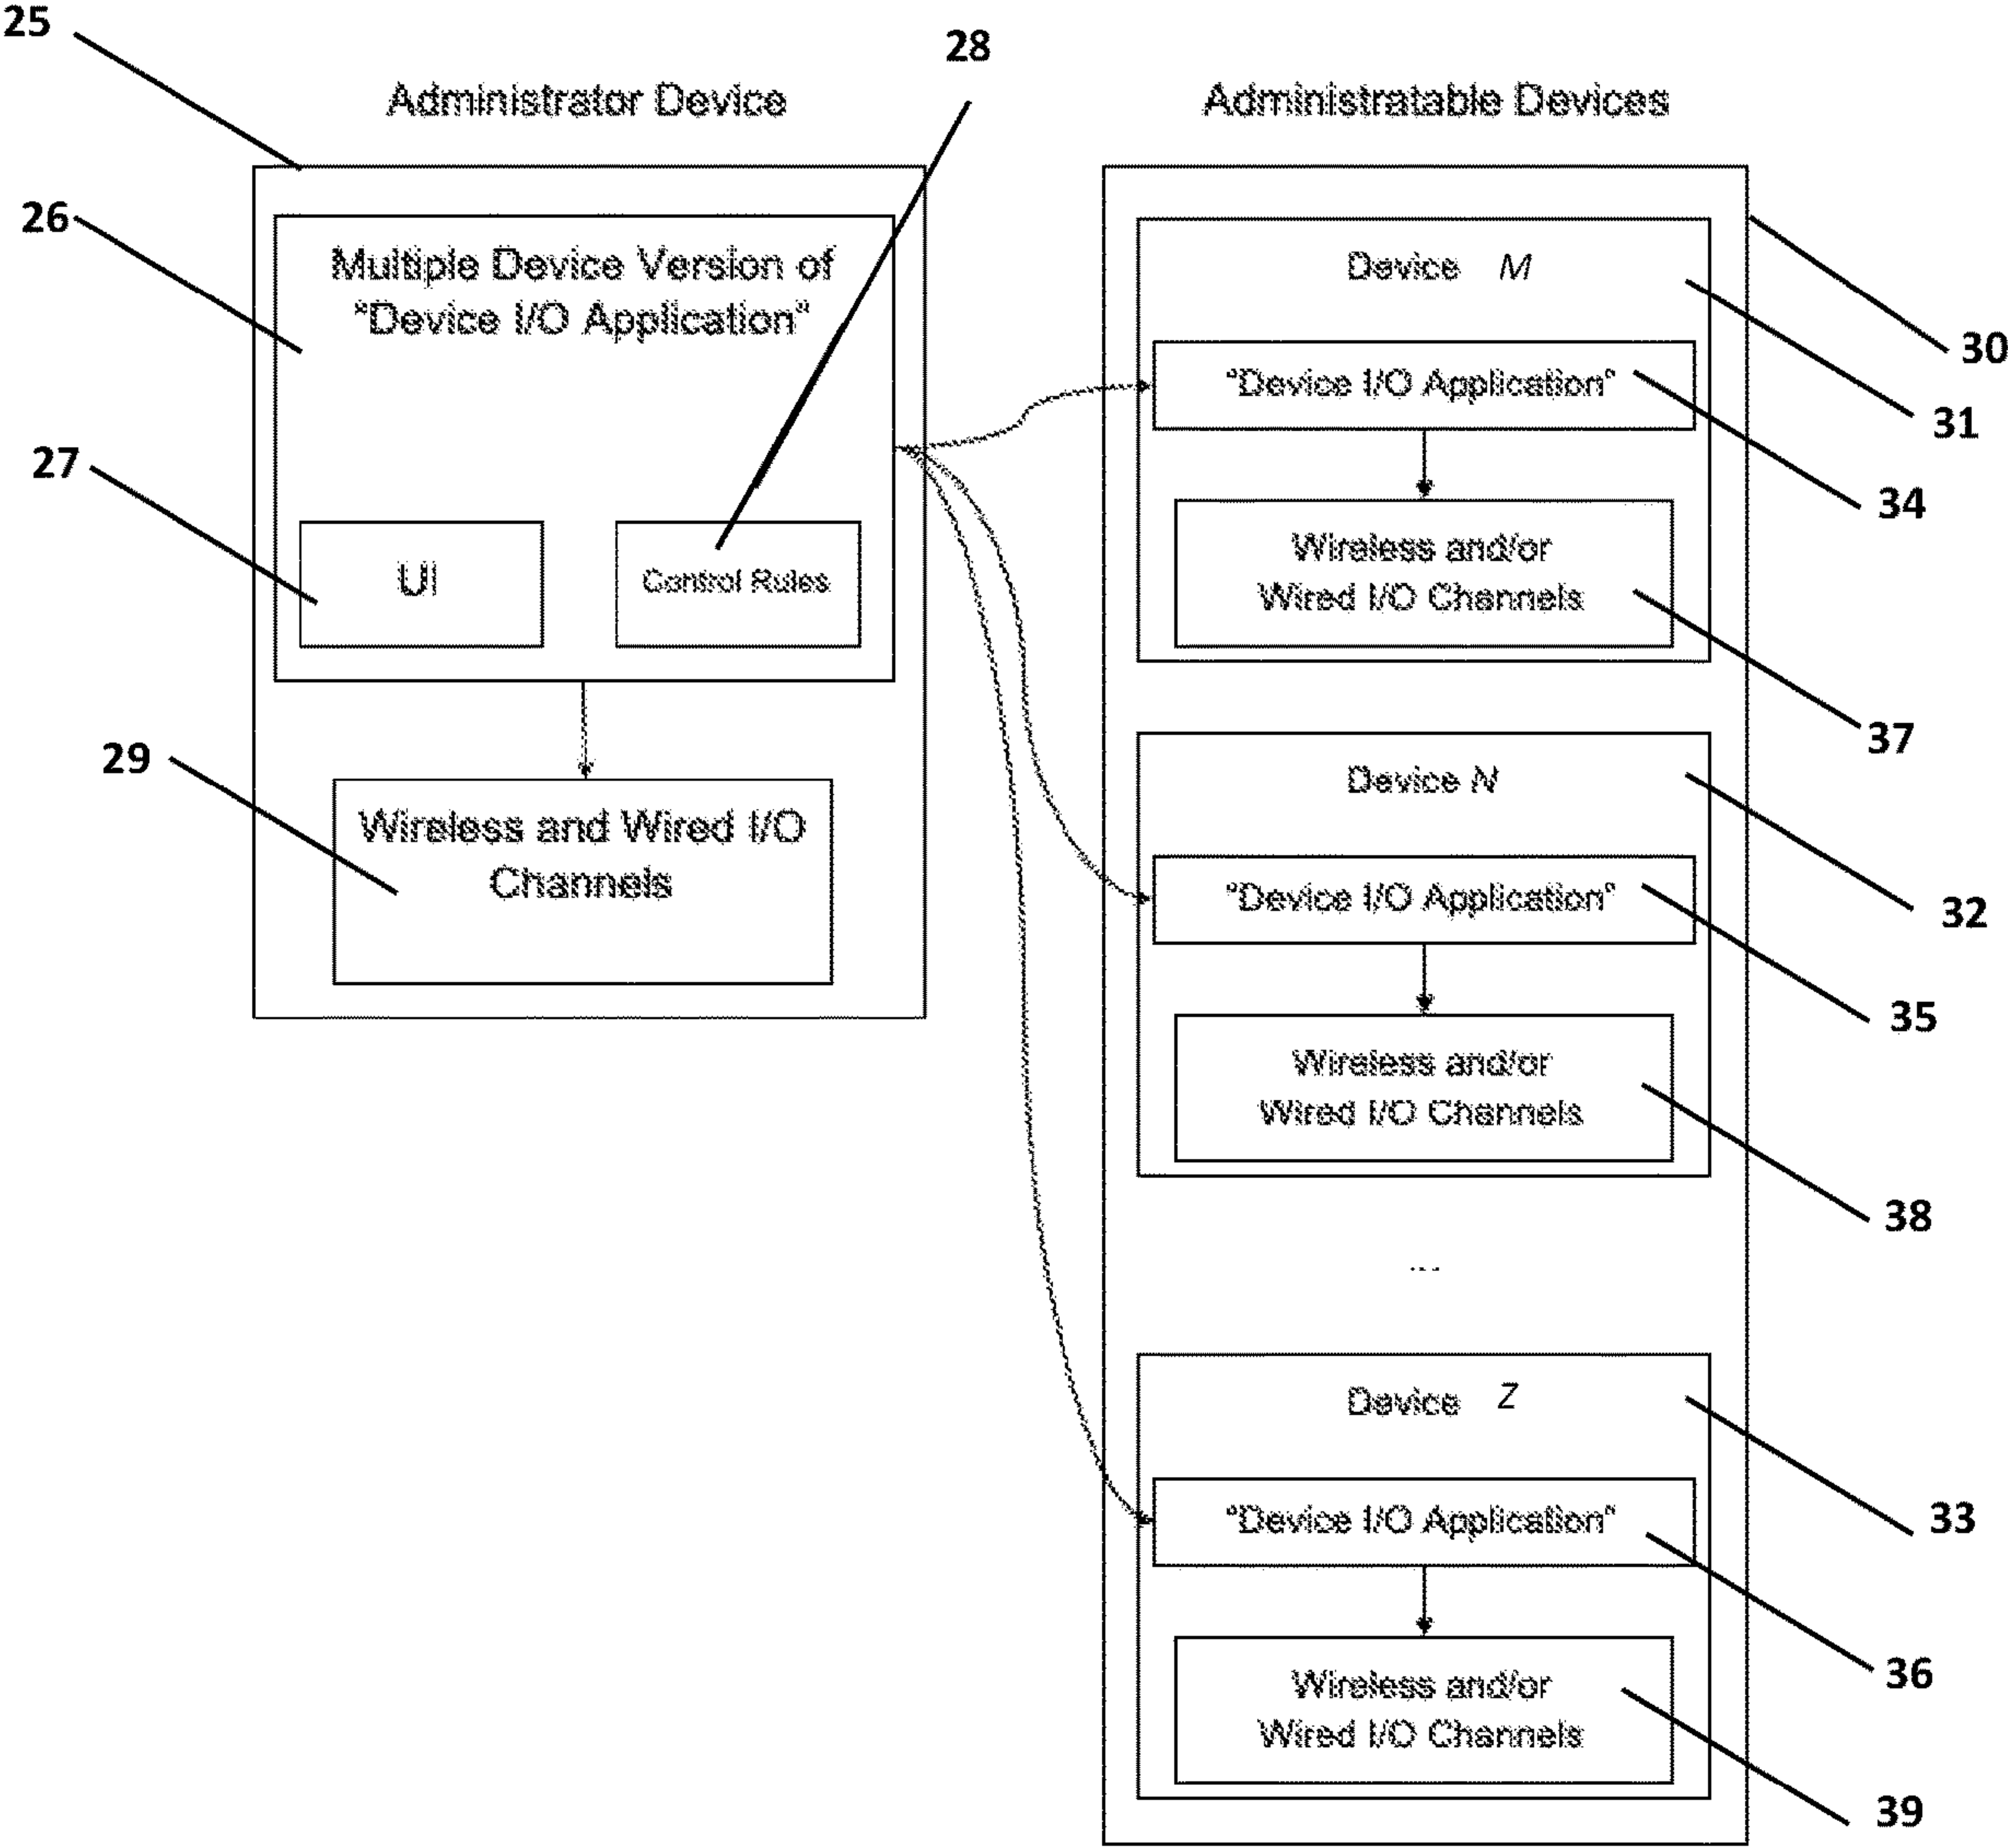 25
28
Administrator Device
Administratable Devices
26
Multiple Device Version of
"Device I/O Application"
27
UI
Control Rules
29
Wireless and Wired I/O
Channels
Device M
30
"Device I/O Application"
31
34
Wireless and/or
Wired I/O Channels
37
Device N
"Device I/O Application"
32
35
Wireless and/or
Wired I/O Channels
38
...
Device Z
"Device I/O Application"
33
36
Wireless and/or
Wired I/O Channels
39